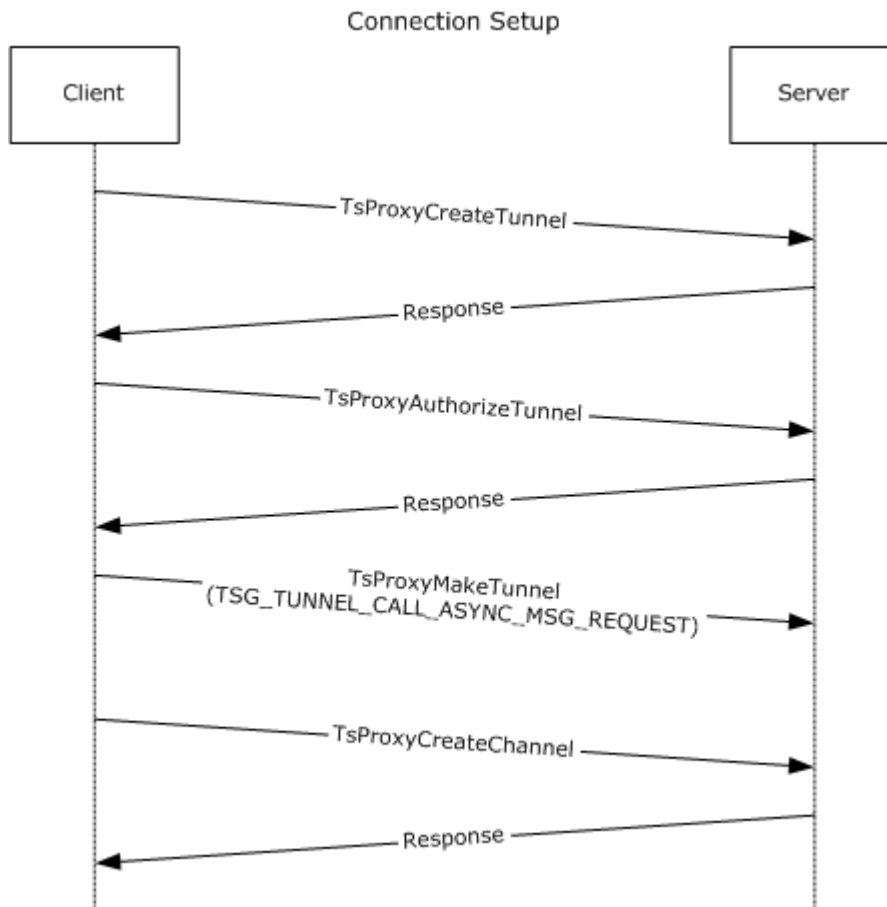 Connection Setup
Client
Server
TsProxyCreateTunnel
Response
TsProxyAuthorizeTunnel
Response
TsProxyMakeTunnel
(TSG_TUNNEL_CALL_ASYNC_MSG_REQUEST)
TsProxyCreateChannel
Response